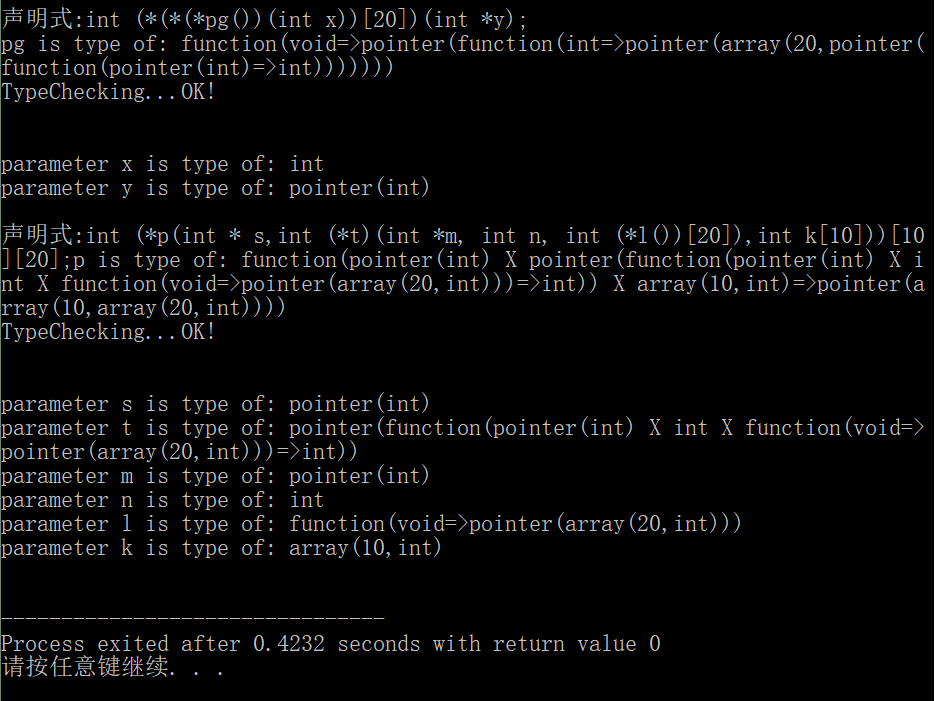 声明式:int (*(*(*pg())(int x))[20])(int *y);
pg is type of: function(void=>pointer(function(int=>pointer(array(20,pointer(
function(pointer(int)=>int)))))))
TypeChecking...OK!
parameter x is type of: int
parameter y is type of: pointer(int)
声明式:int (*p(int * s,int (*t)(int *m, int n, int (*l())[20]),int k[10]))[10
][20];p is type of: function(pointer(int) X pointer(function(pointer(int) X i
nt X function(void=>pointer(array(20,int)))=>int)) X array(10,int)=>pointer(a
rray(10,array(20,int))))
TypeChecking...OK!
parameter s is type of: pointer(int)
parameter t is type of: pointer(function(pointer(int) X int X function(void=>
pointer(array(20,int)))=>int))
parameter m is type of: pointer(int)
parameter n is type of: int
parameter l is type of: function(void=>pointer(array(20,int)))
parameter k is type of: array(10,int)
--------------------------------
Process exited after 0.4232 seconds with return value 0
请按任意键继续. . .